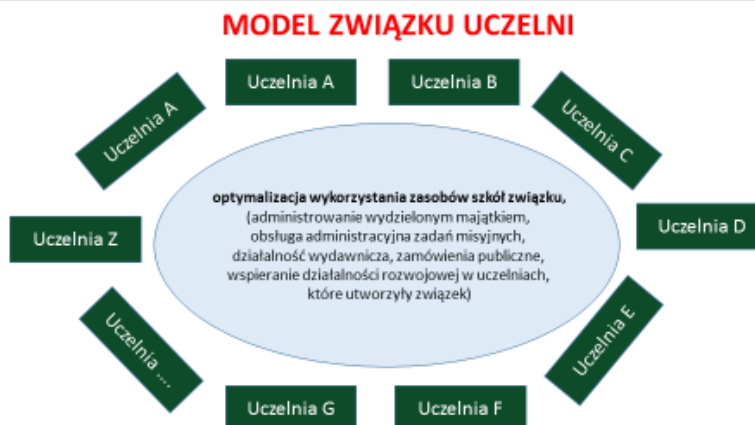 MODEL ZWIĄZKU UCZELNI
Uczelnia A
Uczelnia A
Uczelnia B
Uczelnia C
Uczelnia Z
optymalizacja wykorzystania zasobów szkół związku,
(administrowanie wydzielonym majątkiem,
obsługa administracyjna zadań misyjnych,
działalność wydawnicza, zamówienia publiczne,
wspieranie działalności rozwojowej w uczelniach,
które utworzyły związek)
Uczelnia D
Uczelnia ....
Uczelnia G
Uczelnia F
Uczelnia E